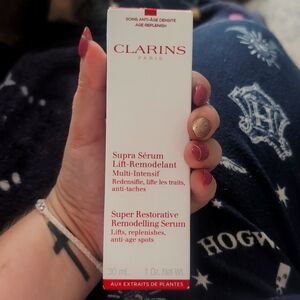 SOINS ANTI-ÂGE DENSITÉ
AGE-REPLENISH
CLARINS
PARIS
Supra Sérum
Lift-Remodelant
Multi-Intensif
Redensifie, lifte les traits,
anti-taches
Super Restorative
Remodelling Serum
Lifts, replenishes,
anti-age spots
30 mL 1 Oz. Net Wt.
AUX EXTRAITS DE PLANTES
HOGW